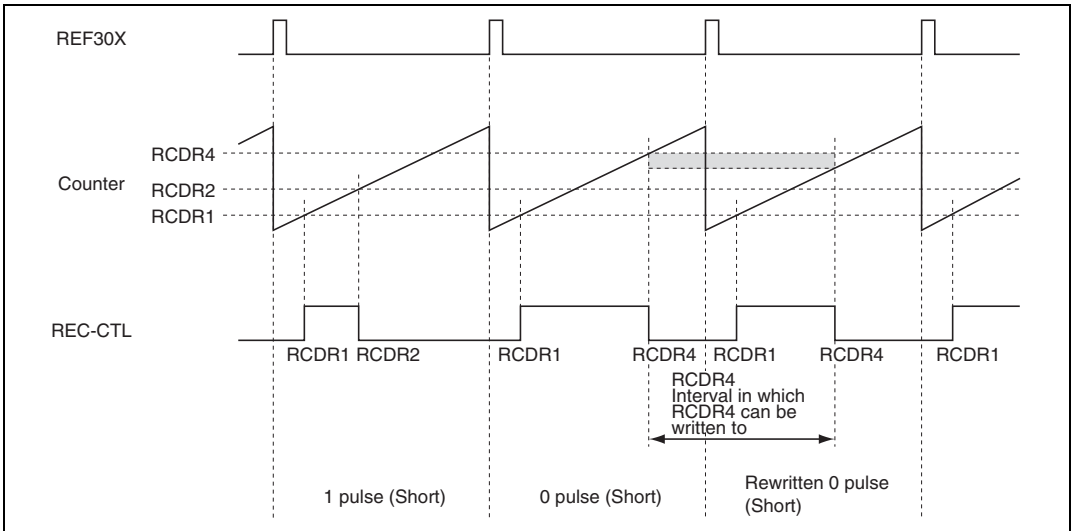 REF30X
Counter
RCDR4
RCDR2
RCDR1
REC-CTL
RCDR1 RCDR2 RCDR1 RCDR4 RCDR1 RCDR4 RCDR1
RCDR4
Interval in which
RCDR4 can be
written to
1 pulse (Short)
0 pulse (Short)
Rewritten 0 pulse
(Short)